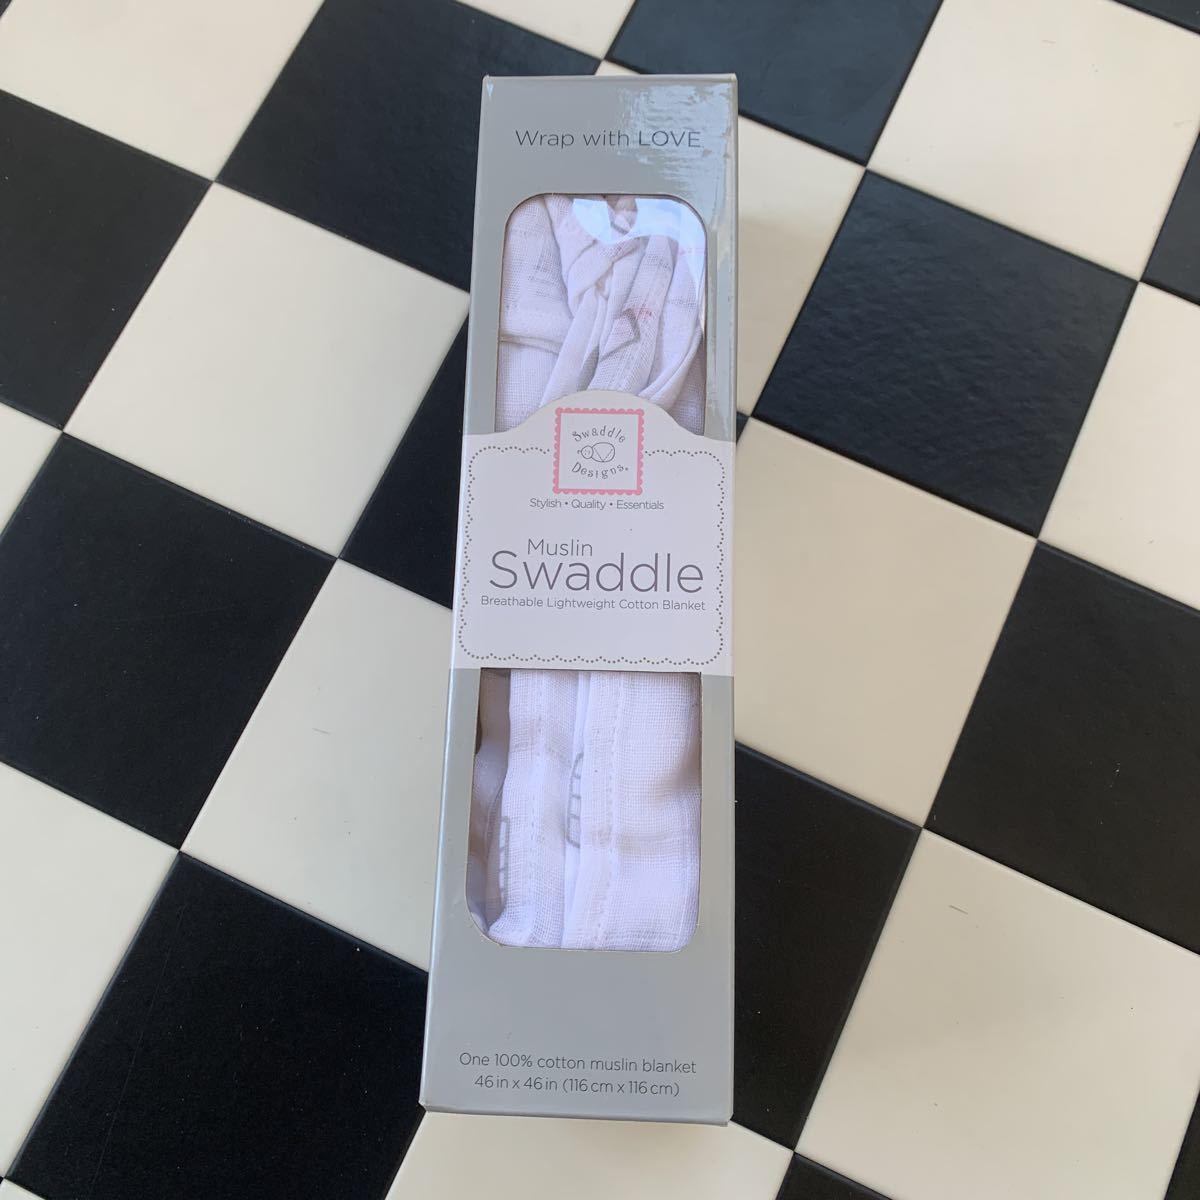 Wrap with LOVE
Swaddle
Designs®
Stylish • Quality • Essentials
Muslin
Swaddle
Breathable Lightweight Cotton Blanket
One 100% cotton muslin blanket
46 in x 46 in (116 cm x 116 cm)